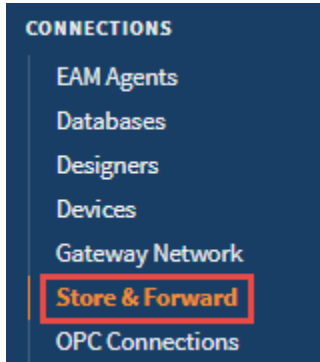 CONNECTIONS
EAM Agents
Databases
Designers
Devices
Gateway Network
Store & Forward
OPC Connections